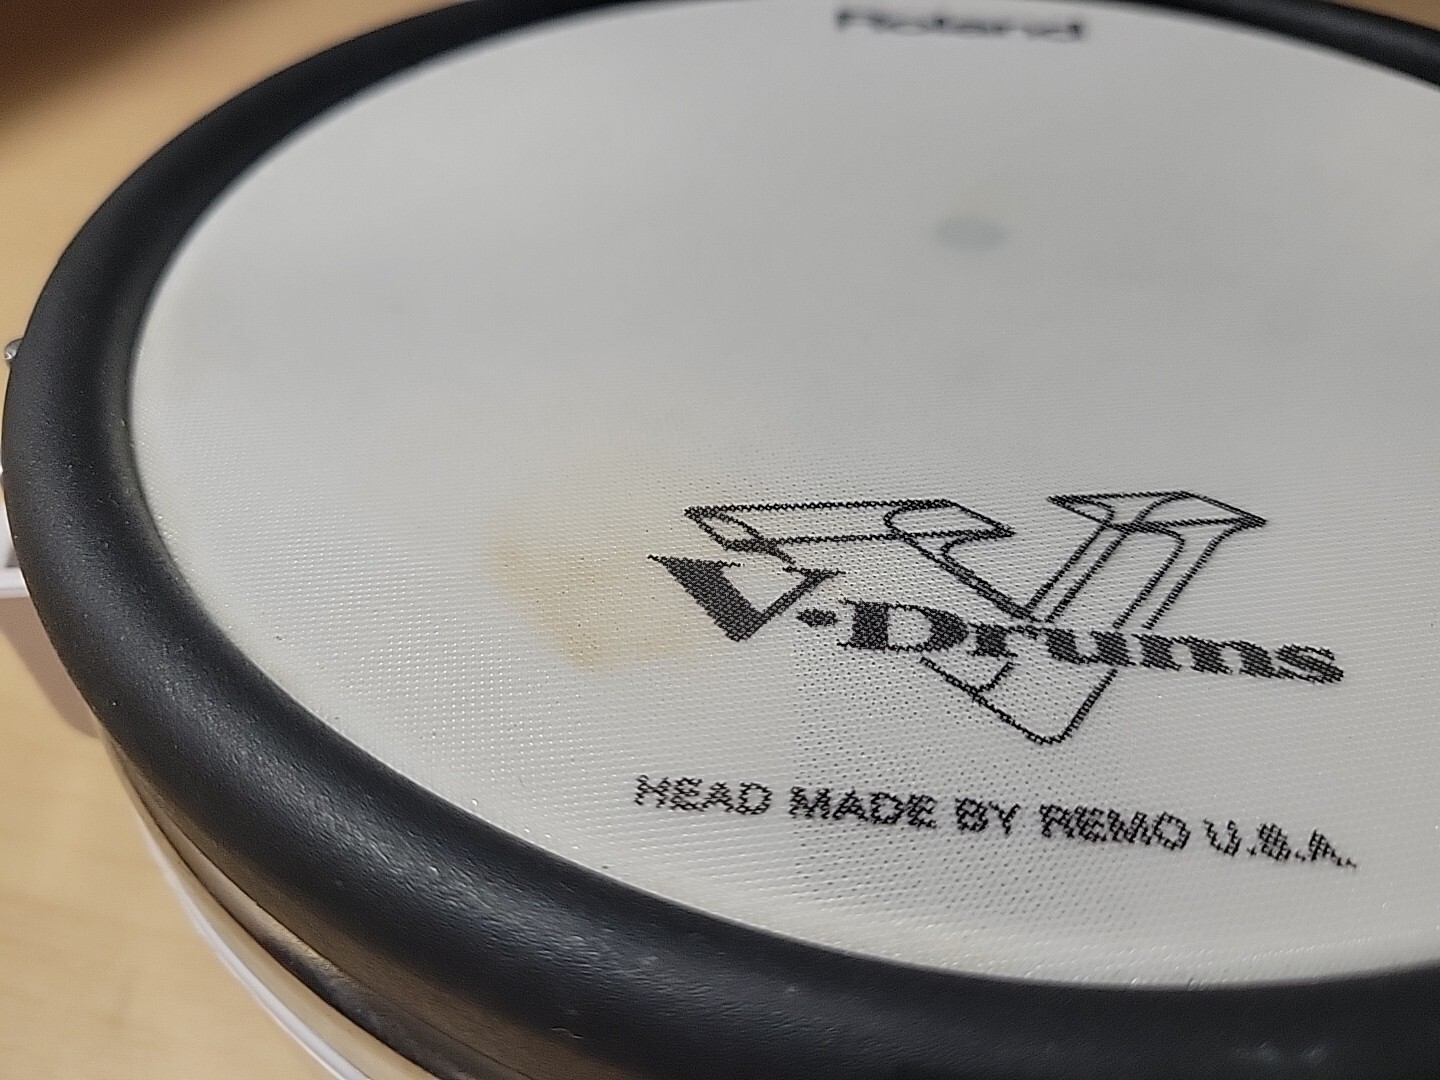 Roland
V-Drums
HEAD MADE BY REMO U.S.A.